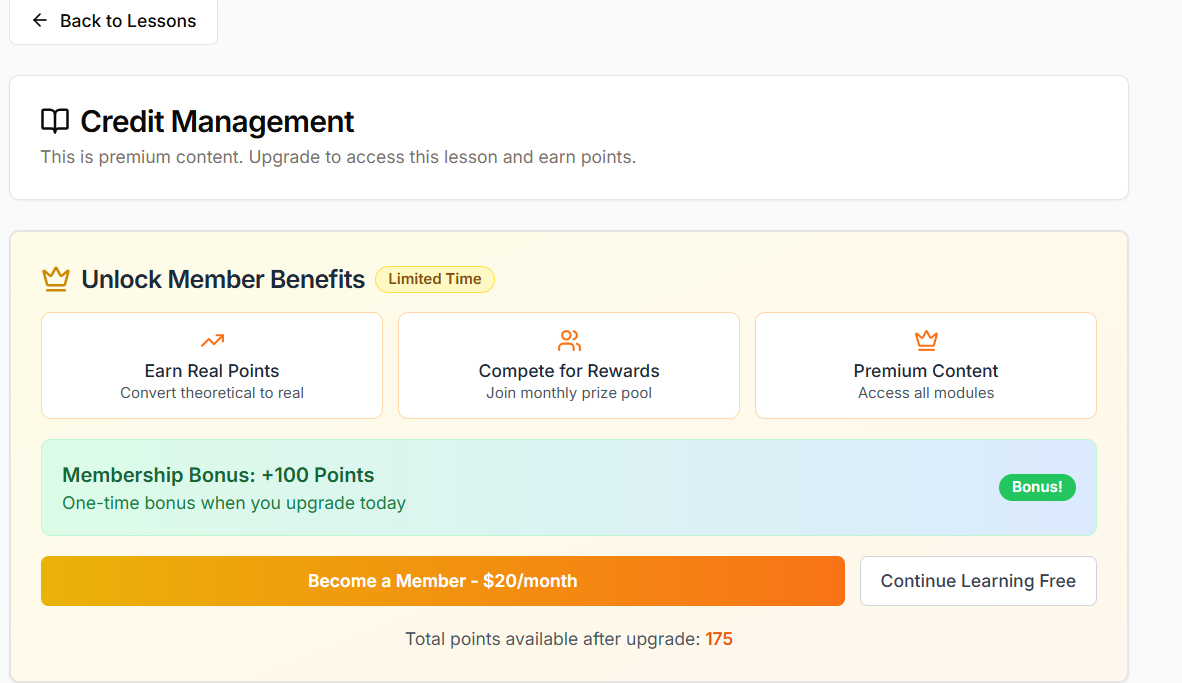 Back to Lessons
Credit Management
This is premium content. Upgrade to access this lesson and earn points.
Unlock Member Benefits Limited Time
Earn Real Points
Convert theoretical to real
Compete for Rewards
Join monthly prize pool
Premium Content
Access all modules
Membership Bonus: +100 Points
One-time bonus when you upgrade today
Bonus!
Become a Member - $20/month
Continue Learning Free
Total points available after upgrade: 175